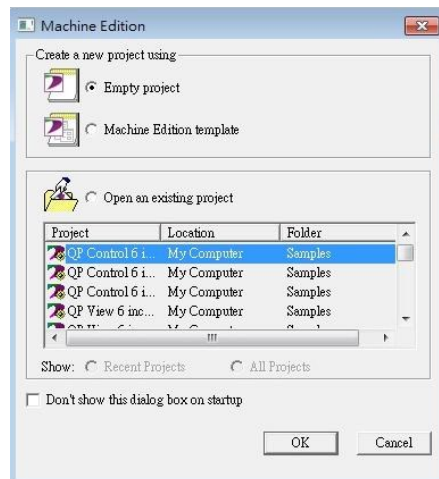 Machine Edition
Create a new project using
Empty project
Machine Edition template
Open an existing project
Project Location Folder
QP Control 6 i... My Computer Samples
QP Control 6 i... My Computer Samples
QP Control 6 i... My Computer Samples
QP View 6 inc... My Computer Samples
Show: Recent Projects All Projects
Don't show this dialog box on startup
OK Cancel